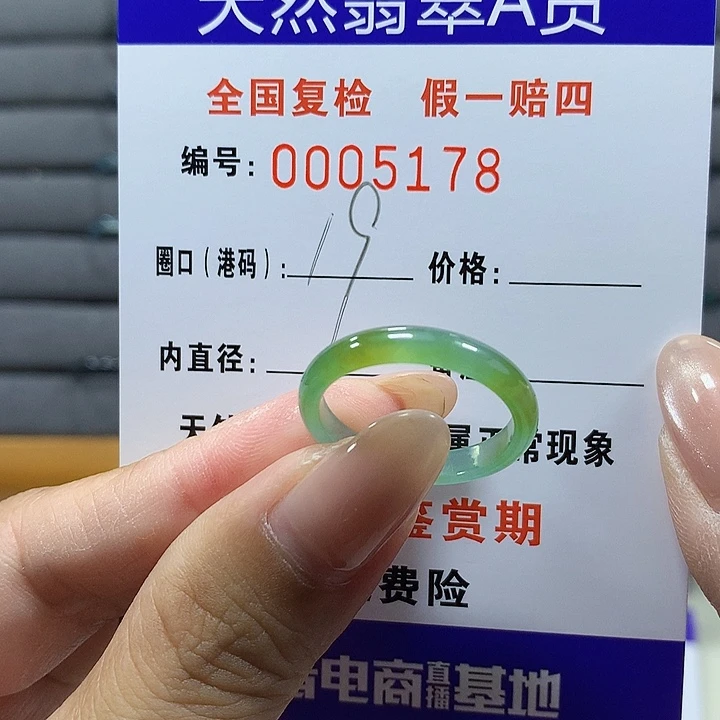 天然翡翠A货
全国复检 假一赔四
编号: 0005178
圈口(港码): 19 价格:
内直径:
属正常现象
鉴赏期
费险
电商直播基地